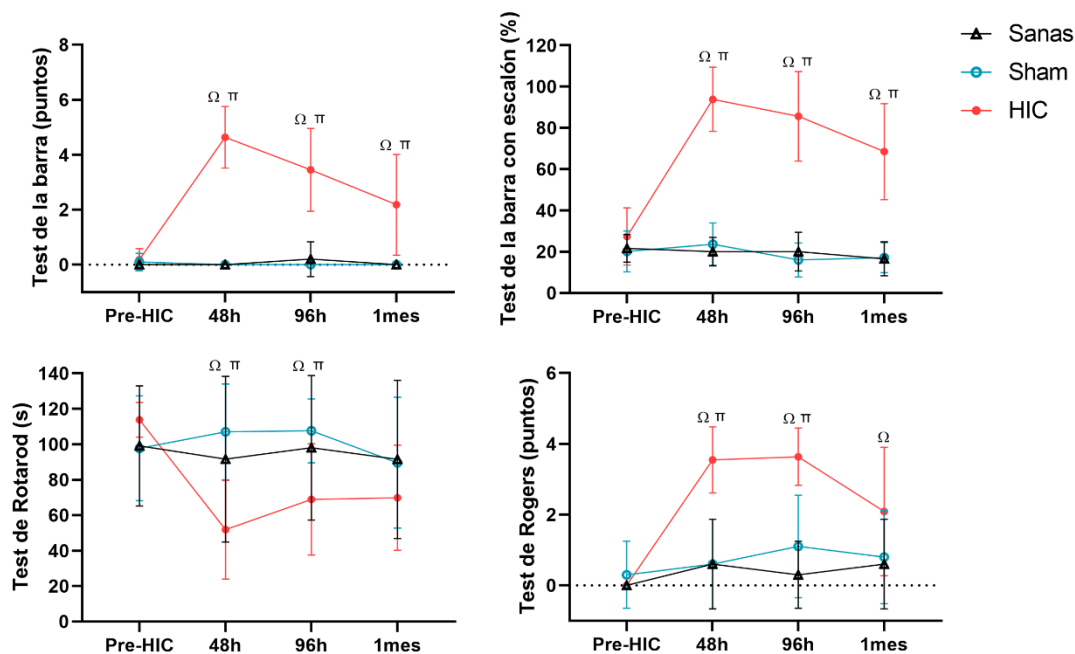 Sanas
Sham
HIC
Test de la barra (puntos)
8
6
4
2
0
Ω π
Ω π
Ω π
Pre-HIC 48h 96h 1mes
Test de la barra con escalón (%)
120
100
80
60
40
20
0
Ω π
Ω π
Ω π
Pre-HIC 48h 96h 1mes
Test de Rotarod (s)
140
120
100
80
60
40
20
0
Ω π
Ω π
Pre-HIC 48h 96h 1mes
Test de Rogers (puntos)
6
4
2
0
Ω π
Ω π
Ω
Pre-HIC 48h 96h 1mes